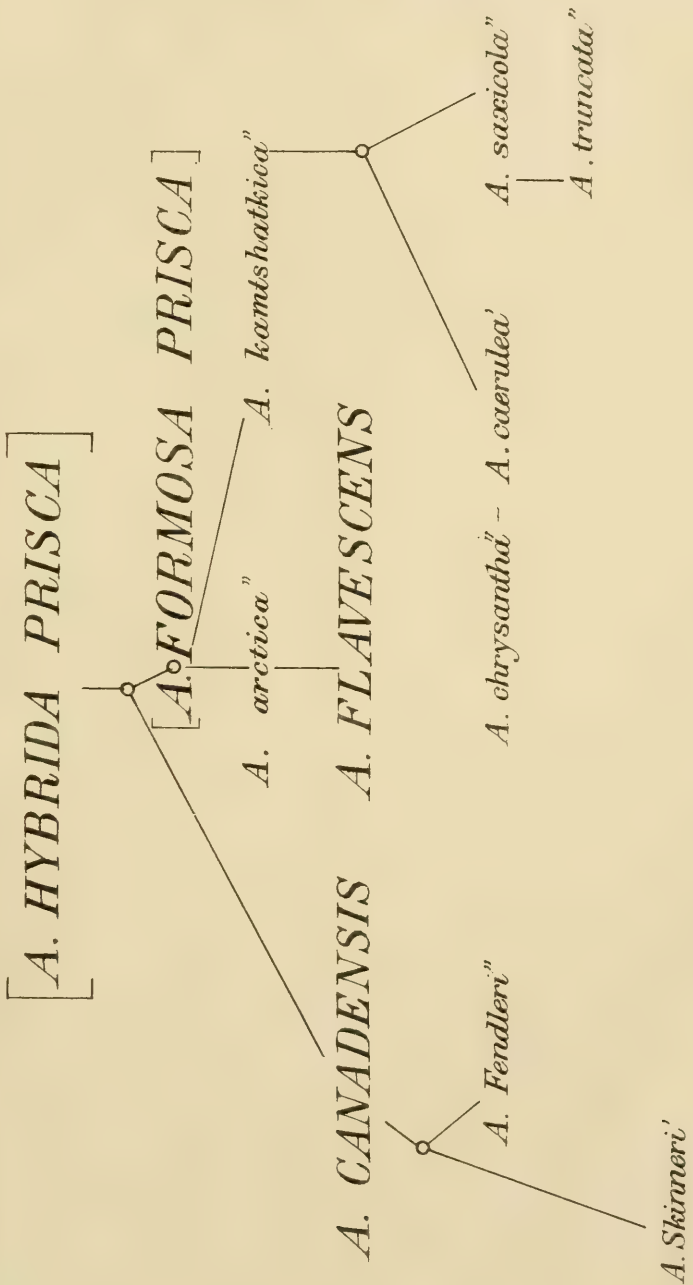 [A. HYBRIDA PRISCA]
[A. FORMOSA PRISCA]
A. arctica” A. kamtshatkica”
A. CANADENSIS A. FLAVESCENS
A. Fendleri” A. chrysantha” – A. caerulea’ A. saxicola”
A. truncata”
A. Skinneri’